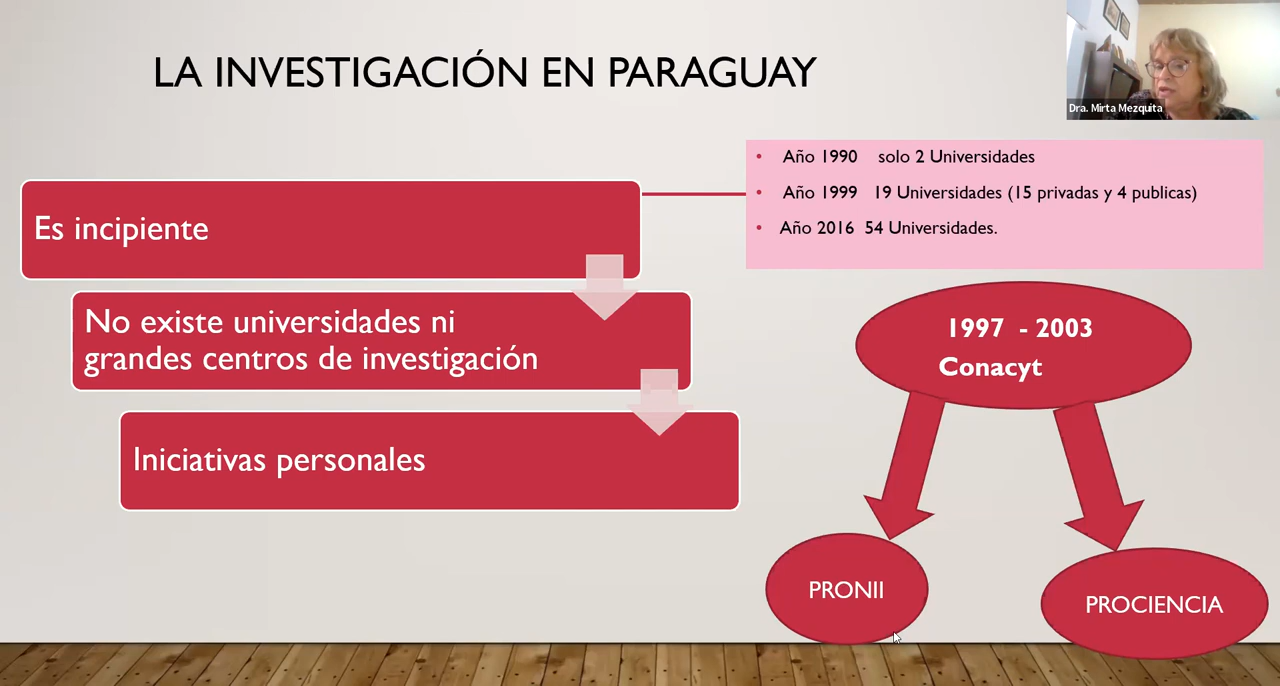 LA INVESTIGACIÓN EN PARAGUAY
Dra. Mirta Mezquita
• Año 1990 solo 2 Universidades
• Año 1999 19 Universidades (15 privadas y 4 publicas)
• Año 2016 54 Universidades.
Es incipiente
No existe universidades ni
grandes centros de investigación
Iniciativas personales
1997 - 2003
Conacyt
PRONII
PROCIENCIA